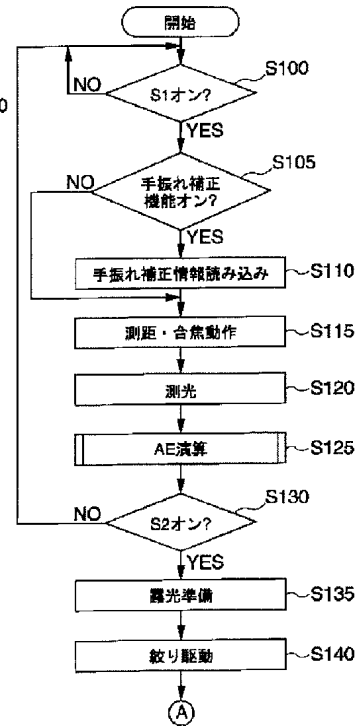 開始
S100
0
NO
S1オン?
YES
S105
NO
手振れ補正
機能オン?
YES
手振れ補正情報読み込み
S110
測距・合焦動作
S115
測光
S120
AE演算
S125
S130
NO
S2オン?
YES
露光準備
S135
絞り駆動
S140
A